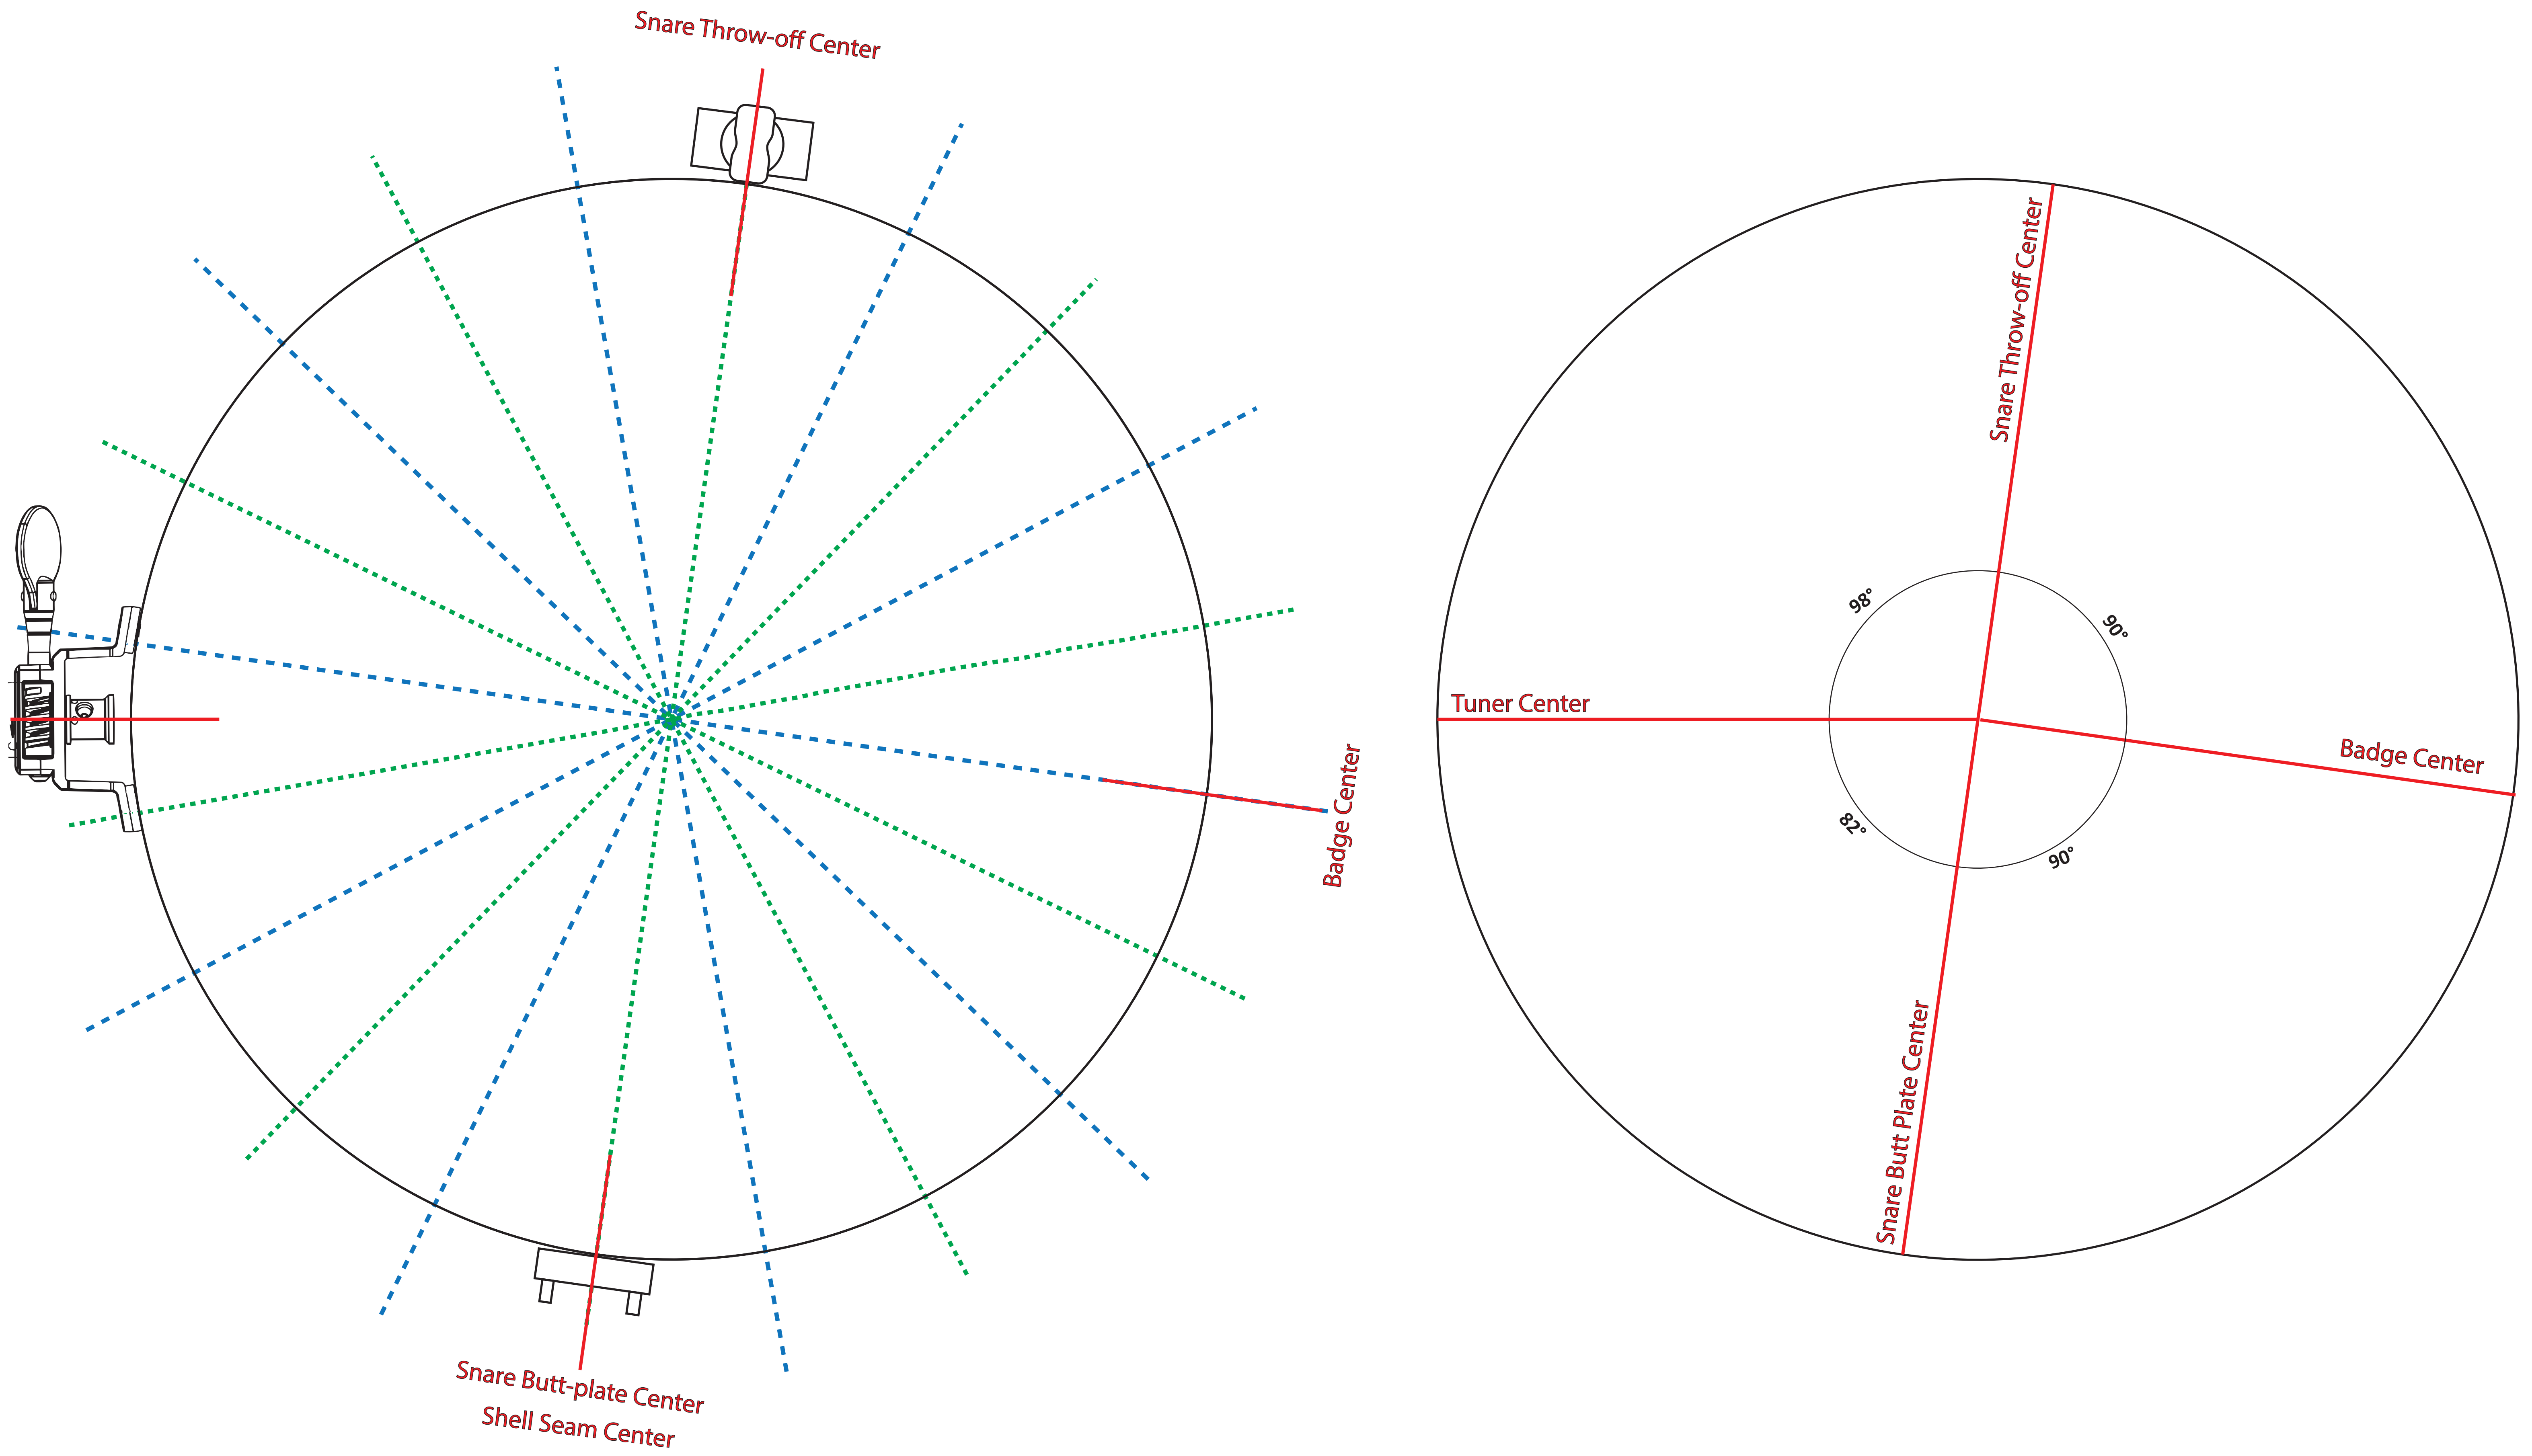 Snare Throw-off Center
Badge Center
Snare Butt-plate Center
Shell Seam Center
Snare Throw-off Center
98°
90°
Tuner Center
Badge Center
82°
90°
Snare Butt Plate Center